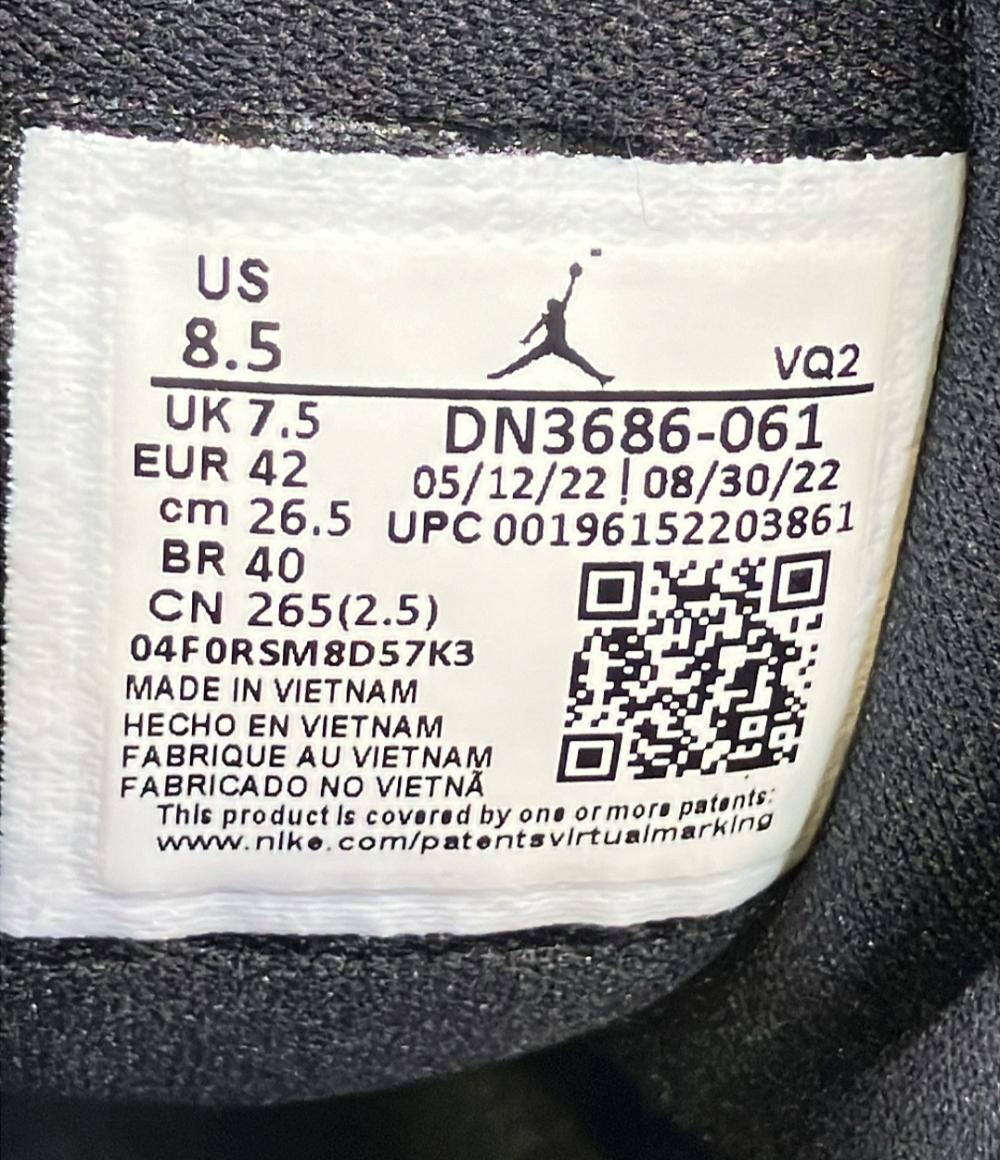 US
8.5
VQ2
UK 7.5
DN3686-061
EUR 42
05/12/22 | 08/30/22
cm 26.5
UPC 00196152203861
BR 40
CN 265(2.5)
04F0RSM8D57K3
MADE IN VIETNAM
HECHO EN VIETNAM
FABRIQUE AU VIETNAM
FABRICADO NO VIETNÃ
This product is covered by one or more patents:
www.nike.com/patentsvirtualmarking